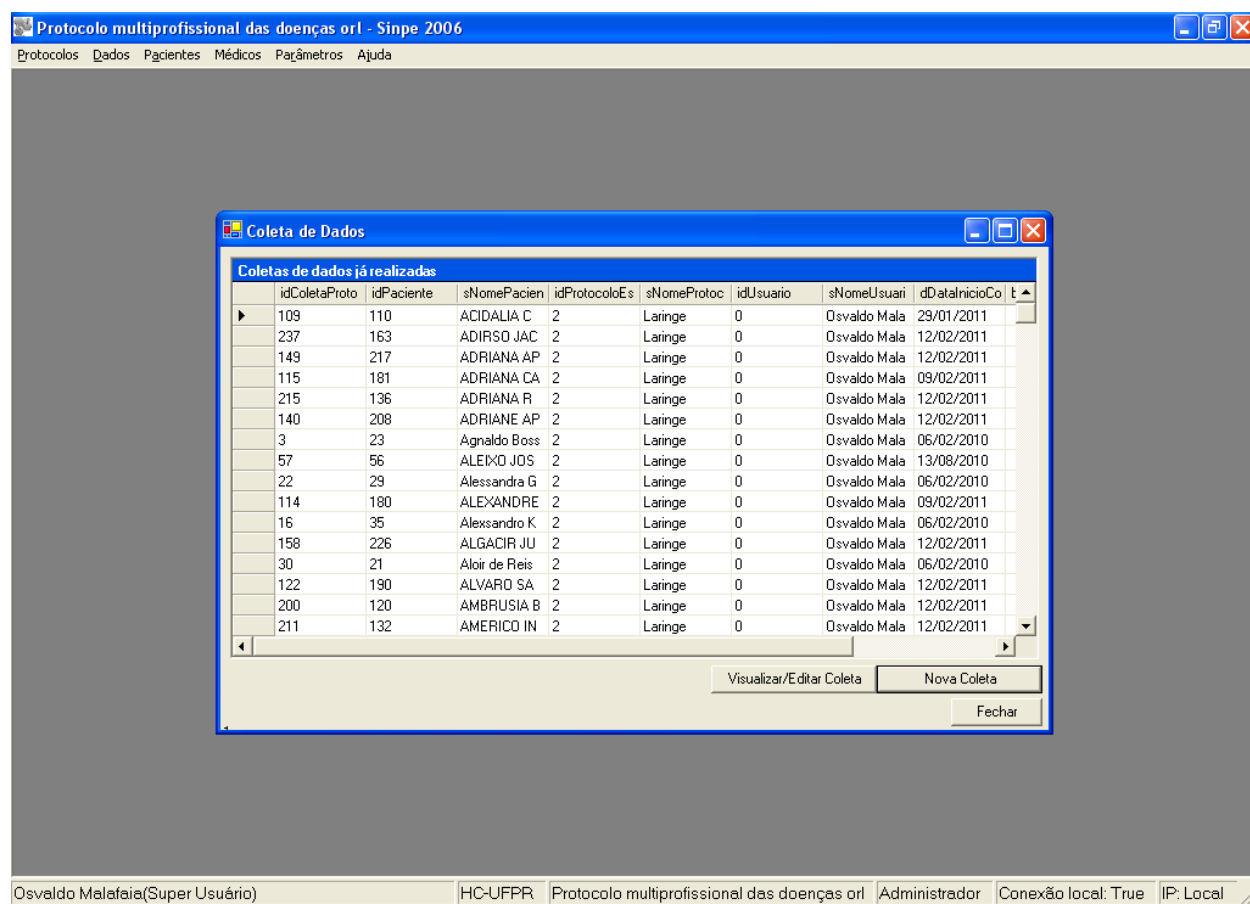 Protocolo multiprofissional das doenças orl - Sinpe 2006
Protocolos Dados Pacientes Médicos Parâmetros Ajuda
Coleta de Dados
Coletas de dados já realizadas
idColetaProto idPaciente sNomePacien idProtocoloEs sNomeProtoc idUsuario sNomeUsuari dDataInicioCo
109 110 ACIDALIA C 2 Laringe 0 Osvaldo Mala 29/01/2011
237 163 ADIRSO JAC 2 Laringe 0 Osvaldo Mala 12/02/2011
149 217 ADRIANA AP 2 Laringe 0 Osvaldo Mala 12/02/2011
115 181 ADRIANA CA 2 Laringe 0 Osvaldo Mala 09/02/2011
215 136 ADRIANA R 2 Laringe 0 Osvaldo Mala 12/02/2011
140 208 ADRIANE AP 2 Laringe 0 Osvaldo Mala 12/02/2011
3 23 Agnaldo Boss 2 Laringe 0 Osvaldo Mala 06/02/2010
57 56 ALEIXO JOS 2 Laringe 0 Osvaldo Mala 13/08/2010
22 29 Alessandra G 2 Laringe 0 Osvaldo Mala 06/02/2010
114 180 ALEXANDRE 2 Laringe 0 Osvaldo Mala 09/02/2011
16 35 Alexsandro K 2 Laringe 0 Osvaldo Mala 06/02/2010
158 226 ALGACIR JU 2 Laringe 0 Osvaldo Mala 12/02/2011
30 21 Aloir de Reis 2 Laringe 0 Osvaldo Mala 06/02/2010
122 190 ALVARO SA 2 Laringe 0 Osvaldo Mala 12/02/2011
200 120 AMBRUSIA B 2 Laringe 0 Osvaldo Mala 12/02/2011
211 132 AMERICO IN 2 Laringe 0 Osvaldo Mala 12/02/2011
Visualizar/Editar Coleta Nova Coleta
Fechar
Osvaldo Malafaia(Super Usuário) HC-UFPR Protocolo multiprofissional das doenças orl Administrador Conexão local: True IP: Local